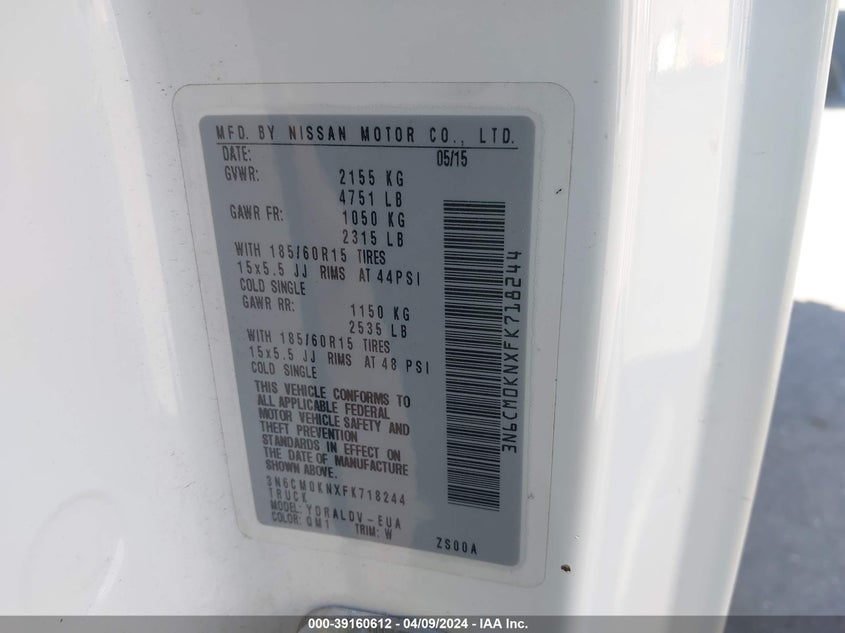 MFD. BY NISSAN MOTOR CO., LTD.
DATE: 05/15
GVWR: 2155 KG
4751 LB
GAWR FR: 1050 KG
2315 LB
WITH 185/60R15 TIRES
15x5.5 JJ RIMS AT 44PSI
COLD SINGLE
GAWR RR: 1150 KG
2535 LB
WITH 185/60R15 TIRES
15x5.5 JJ RIMS AT 48 PSI
COLD SINGLE
THIS VEHICLE CONFORMS TO
ALL APPLICABLE FEDERAL
MOTOR VEHICLE SAFETY AND
THEFT PREVENTION
STANDARDS IN EFFECT ON
THE DATE OF MANUFACTURE
SHOWN ABOVE.
3N6CM0KNXFK718244
TRUCK
MODEL: YDRALDV-EUA
COLOR: QM1 TRIM: W
ZS00A
3N6CM0KNXFK718244
000-39160612 - 04/09/2024 - IAA Inc.